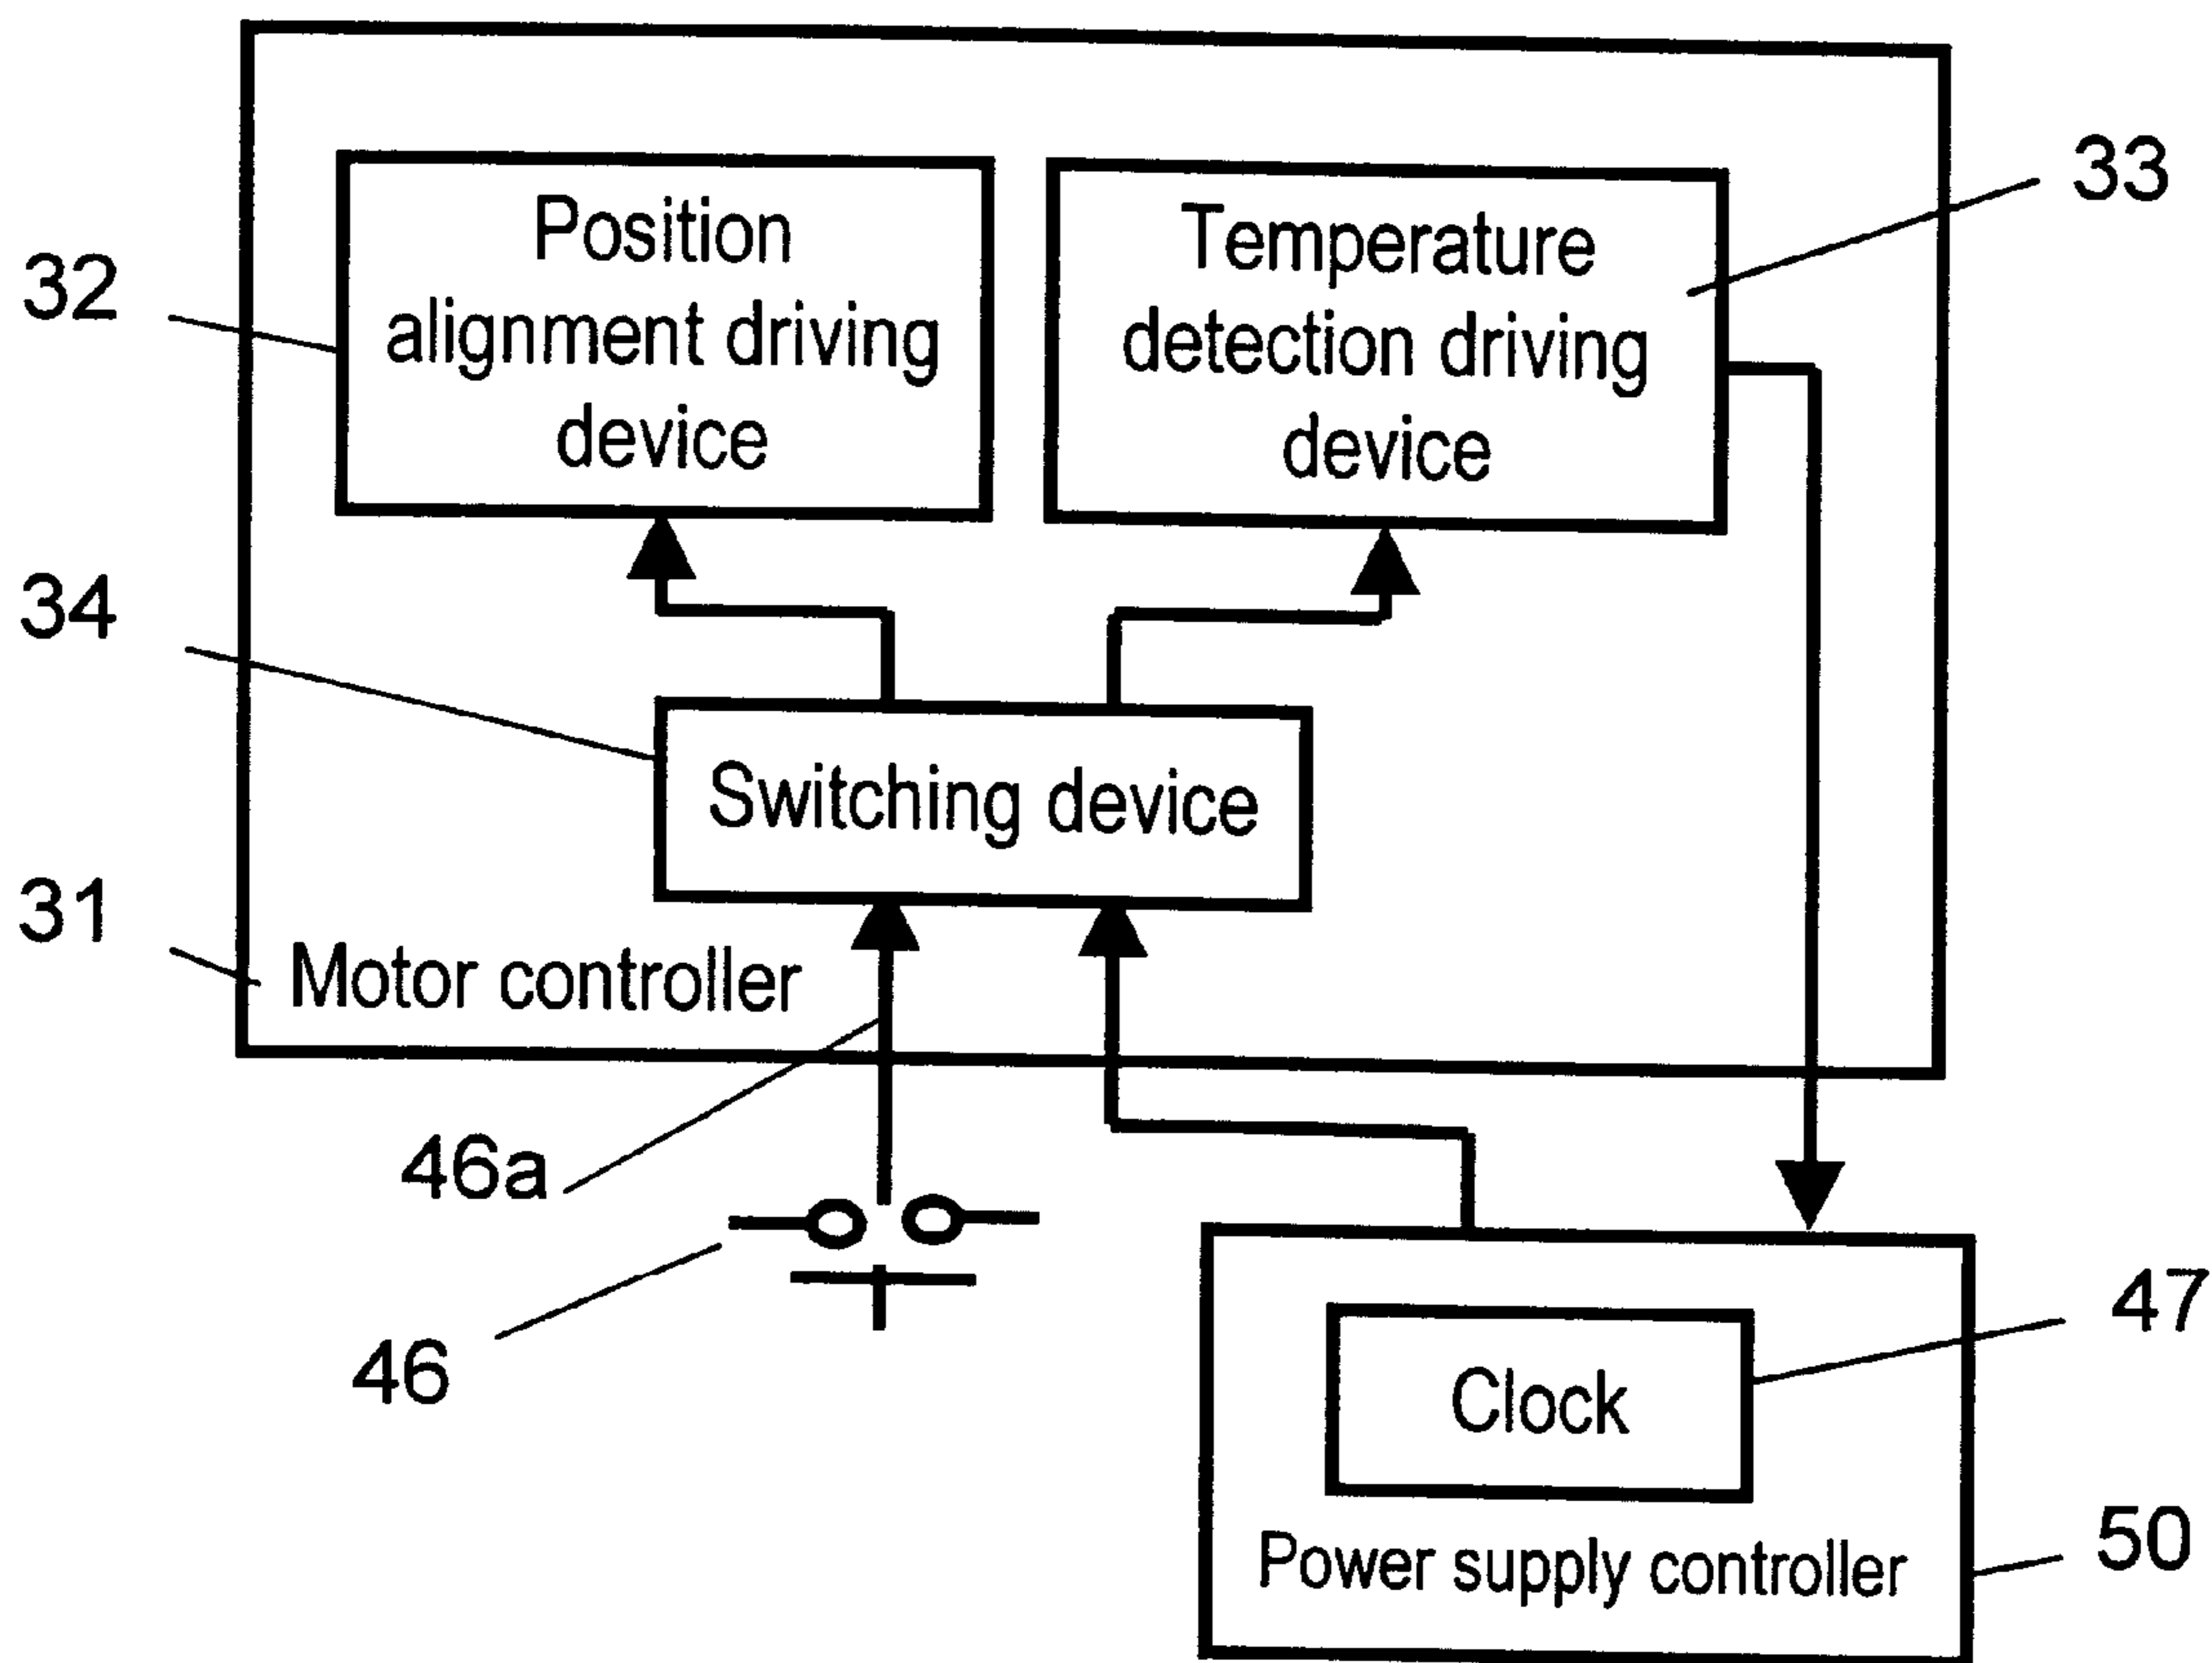 33
Position
alignment driving
device
Temperature
detection driving
device
32
34
Switching device
31
Motor controller
46a
46
47
Clock
50
Power supply controller